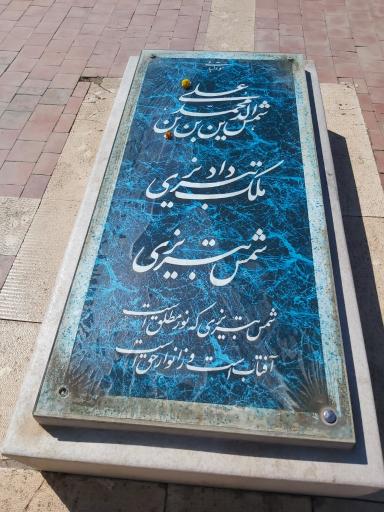 هوالباقی
شمس الدین محمد بن علی بن
ملک داد تبریزی
شمس تبریزی
شمس تبریزی که نور مطلق است
آفتاب است و ز انوار حق است